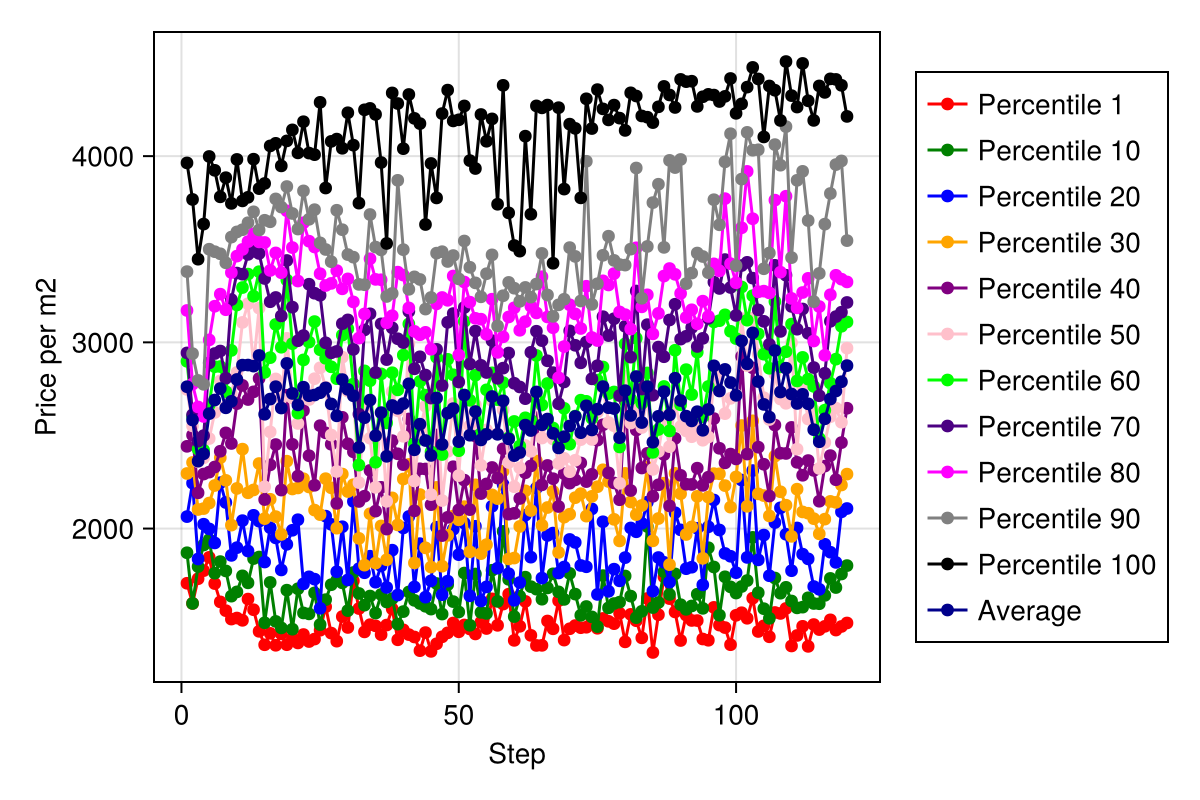 Price per m2
4000
3000
2000
0
50
100
Step
Percentile 1
Percentile 10
Percentile 20
Percentile 30
Percentile 40
Percentile 50
Percentile 60
Percentile 70
Percentile 80
Percentile 90
Percentile 100
Average